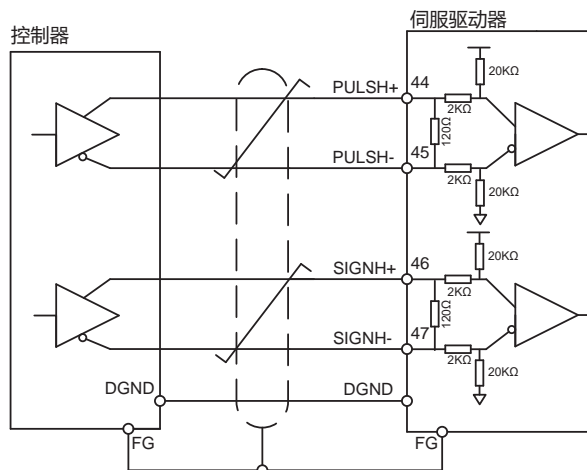 控制器
伺服驱动器
PULSH+
44
20KΩ
2KΩ
120Ω
PULSH-
45
2KΩ
20KΩ
SIGNH+
46
20KΩ
2KΩ
120Ω
SIGNH-
47
2KΩ
20KΩ
DGND
DGND
FG
FG